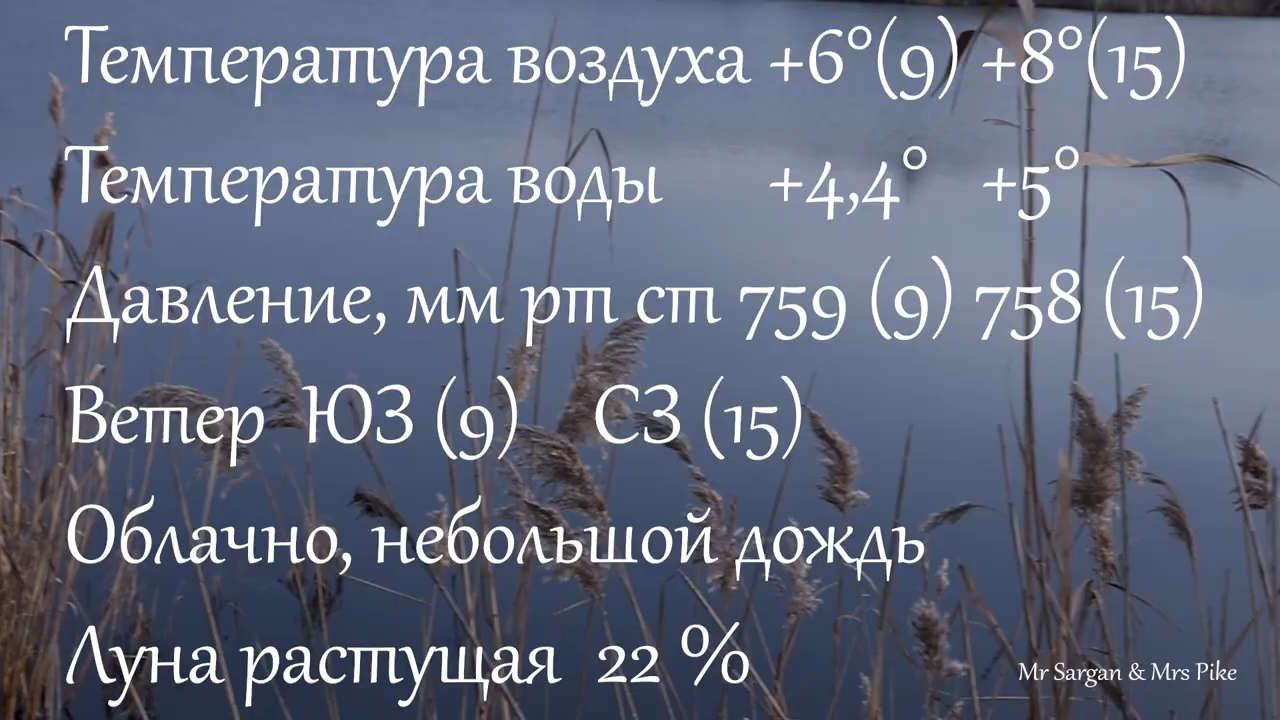 Температура воздуха +6°(9) +8°(15)
Температура воды +4,4° +5°
Давление, мм рт ст 759 (9) 758 (15)
Ветер ЮЗ (9) СЗ (15)
Облачно, небольшой дождь
Луна растущая 22 %
Mr Sargan & Mrs Pike